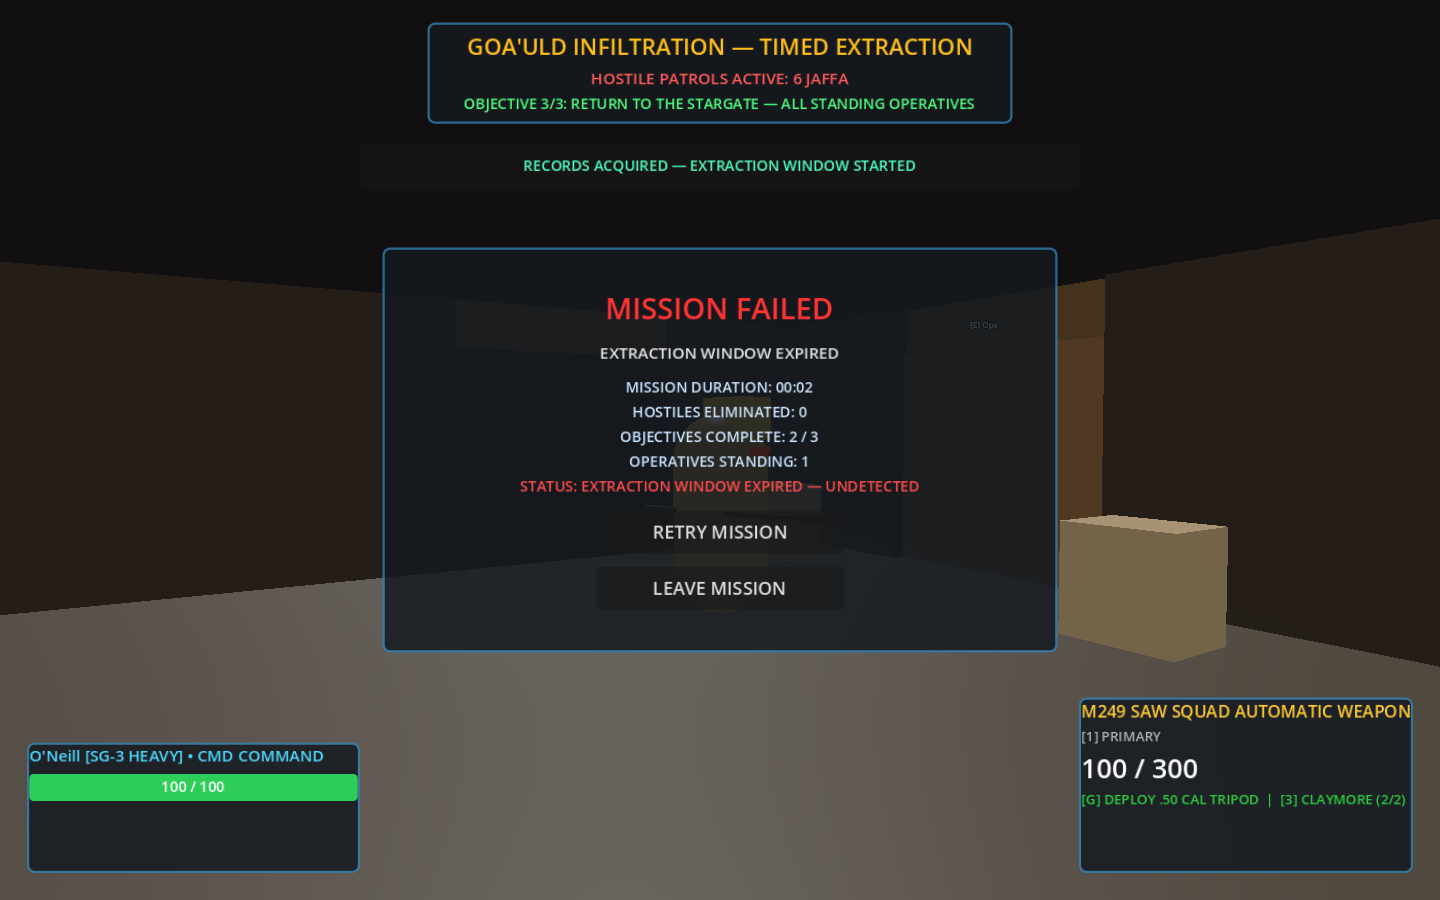 GOA'ULD INFILTRATION — TIMED EXTRACTION
HOSTILE PATROLS ACTIVE: 6 JAFFA
OBJECTIVE 3/3: RETURN TO THE STARGATE — ALL STANDING OPERATIVES
RECORDS ACQUIRED — EXTRACTION WINDOW STARTED
MISSION FAILED
[E] Ope
EXTRACTION WINDOW EXPIRED
MISSION DURATION: 00:02
HOSTILES ELIMINATED: 0
OBJECTIVES COMPLETE: 2 / 3
OPERATIVES STANDING: 1
STATUS: EXTRACTION WINDOW EXPIRED — UNDETECTED
RETRY MISSION
LEAVE MISSION
O'Neill [SG-3 HEAVY] • CMD COMMAND
100 / 100
M249 SAW SQUAD AUTOMATIC WEAPON
[1] PRIMARY
100 / 300
[G] DEPLOY .50 CAL TRIPOD | [3] CLAYMORE (2/2)